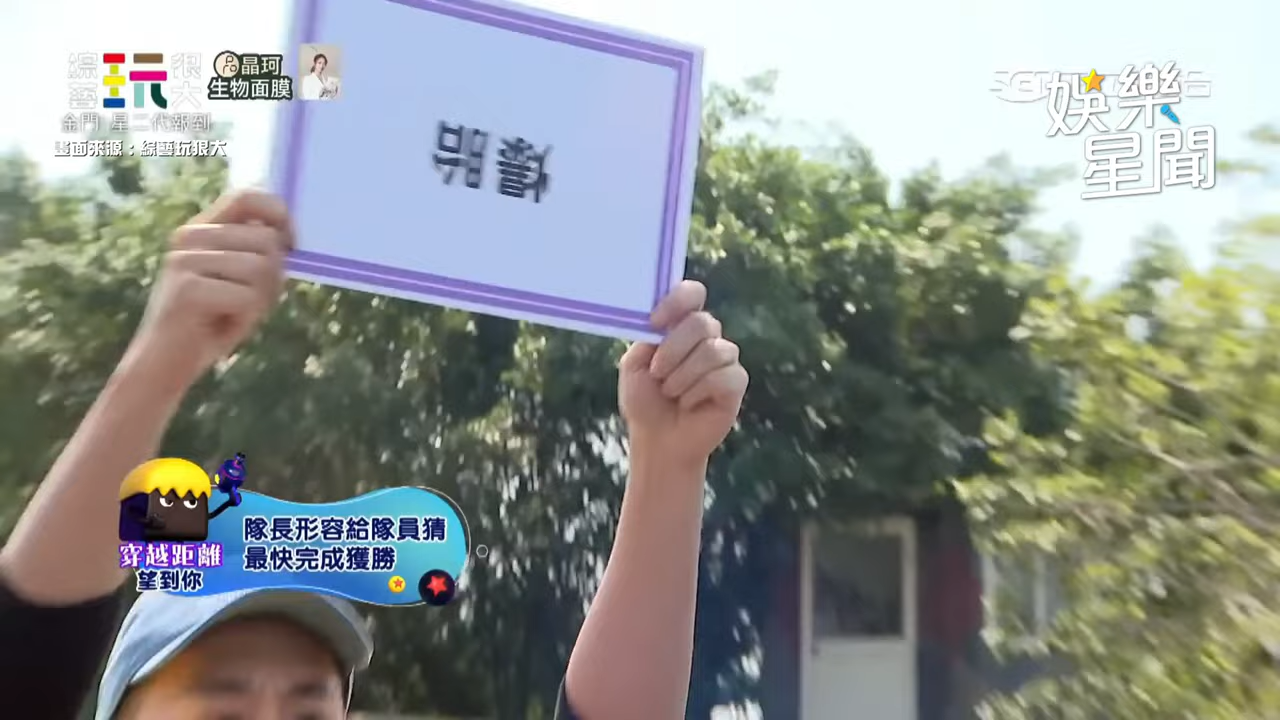 綜藝玩很大
金門 星二代報到
畫面來源：綜藝玩很大
晶珂
生物面膜
娛樂
星聞
隊長形容給隊員猜
最快完成獲勝
穿越距離
望到你